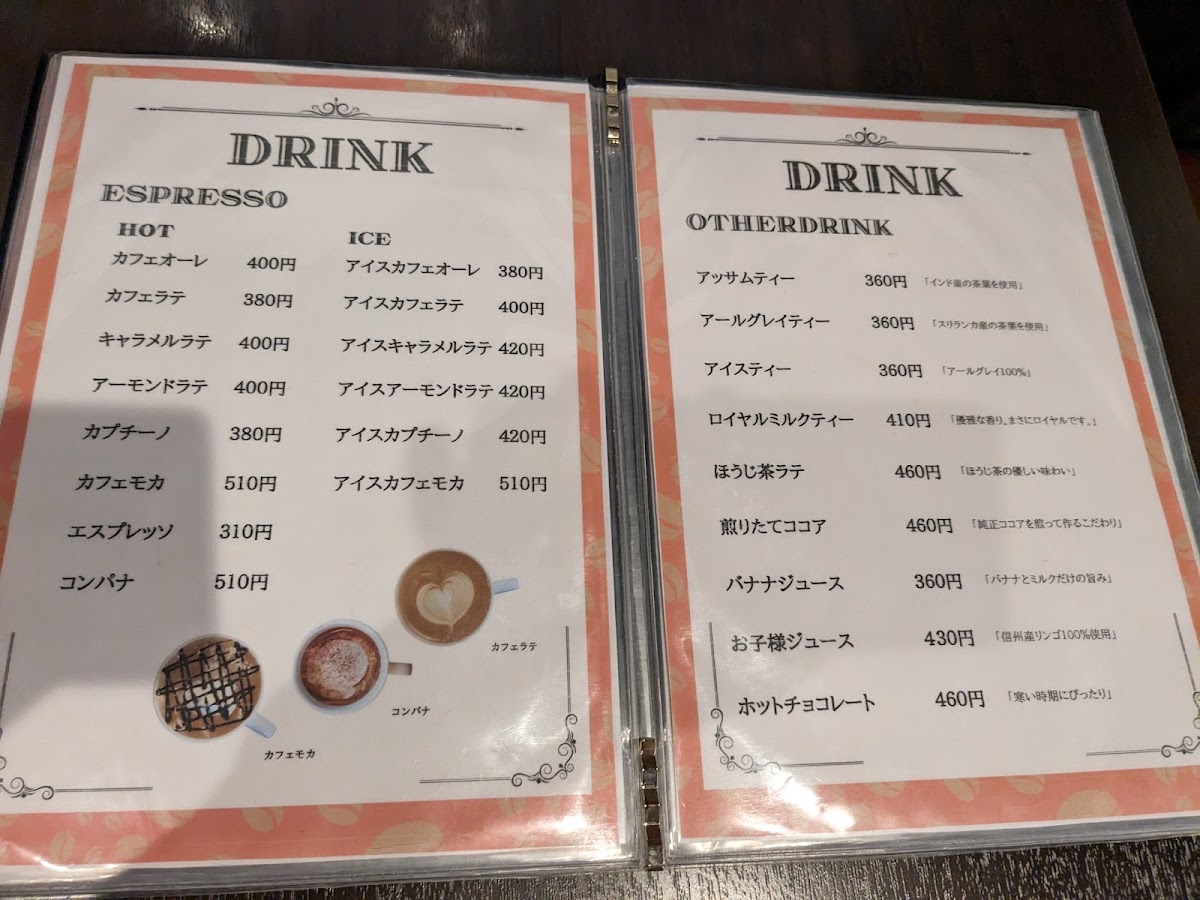 DRINK
ESPRESSO
HOT
カフェオーレ 400円
カフェラテ 380円
キャラメルラテ 400円
アーモンドラテ 400円
カプチーノ 380円
カフェモカ 510円
エスプレッソ 310円
コンパナ 510円
ICE
アイスカフェオーレ 380円
アイスカフェラテ 400円
アイスキャラメルラテ 420円
アイスアーモンドラテ 420円
アイスカプチーノ 420円
アイスカフェモカ 510円
カフェラテ
コンパナ
カフェモカ
DRINK
OTHERDRINK
アッサムティー 360円 「インド産の茶葉を使用」
アールグレイティー 360円 「スリランカ産の茶葉を使用」
アイスティー 360円 「アールグレイ100%」
ロイヤルミルクティー 410円 「優雅な香り。まさにロイヤルです。」
ほうじ茶ラテ 460円 「ほうじ茶の優しい味わい」
煎りたてココア 460円 「純正ココアを煎って作るこだわり」
バナナジュース 360円 「バナナとミルクだけの旨み」
お子様ジュース 430円 「信州産リンゴ100%使用」
ホットチョコレート 460円 「寒い時期にぴったり」